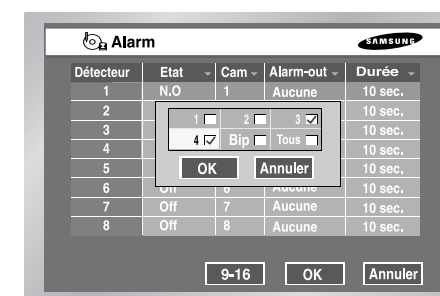 Alarm
SAMSUNG
Détecteur Etat Cam Alarm-out Durée
1 N.O 1 Aucune 10 sec.
2 10 sec.
3 10 sec.
4 10 sec.
5 10 sec.
6 Off 6 Aucune 10 sec.
7 Off 7 Aucune 10 sec.
8 Off 8 Aucune 10 sec.
1 2 3
4 Bip Tous
OK Annuler
9-16 OK Annuler